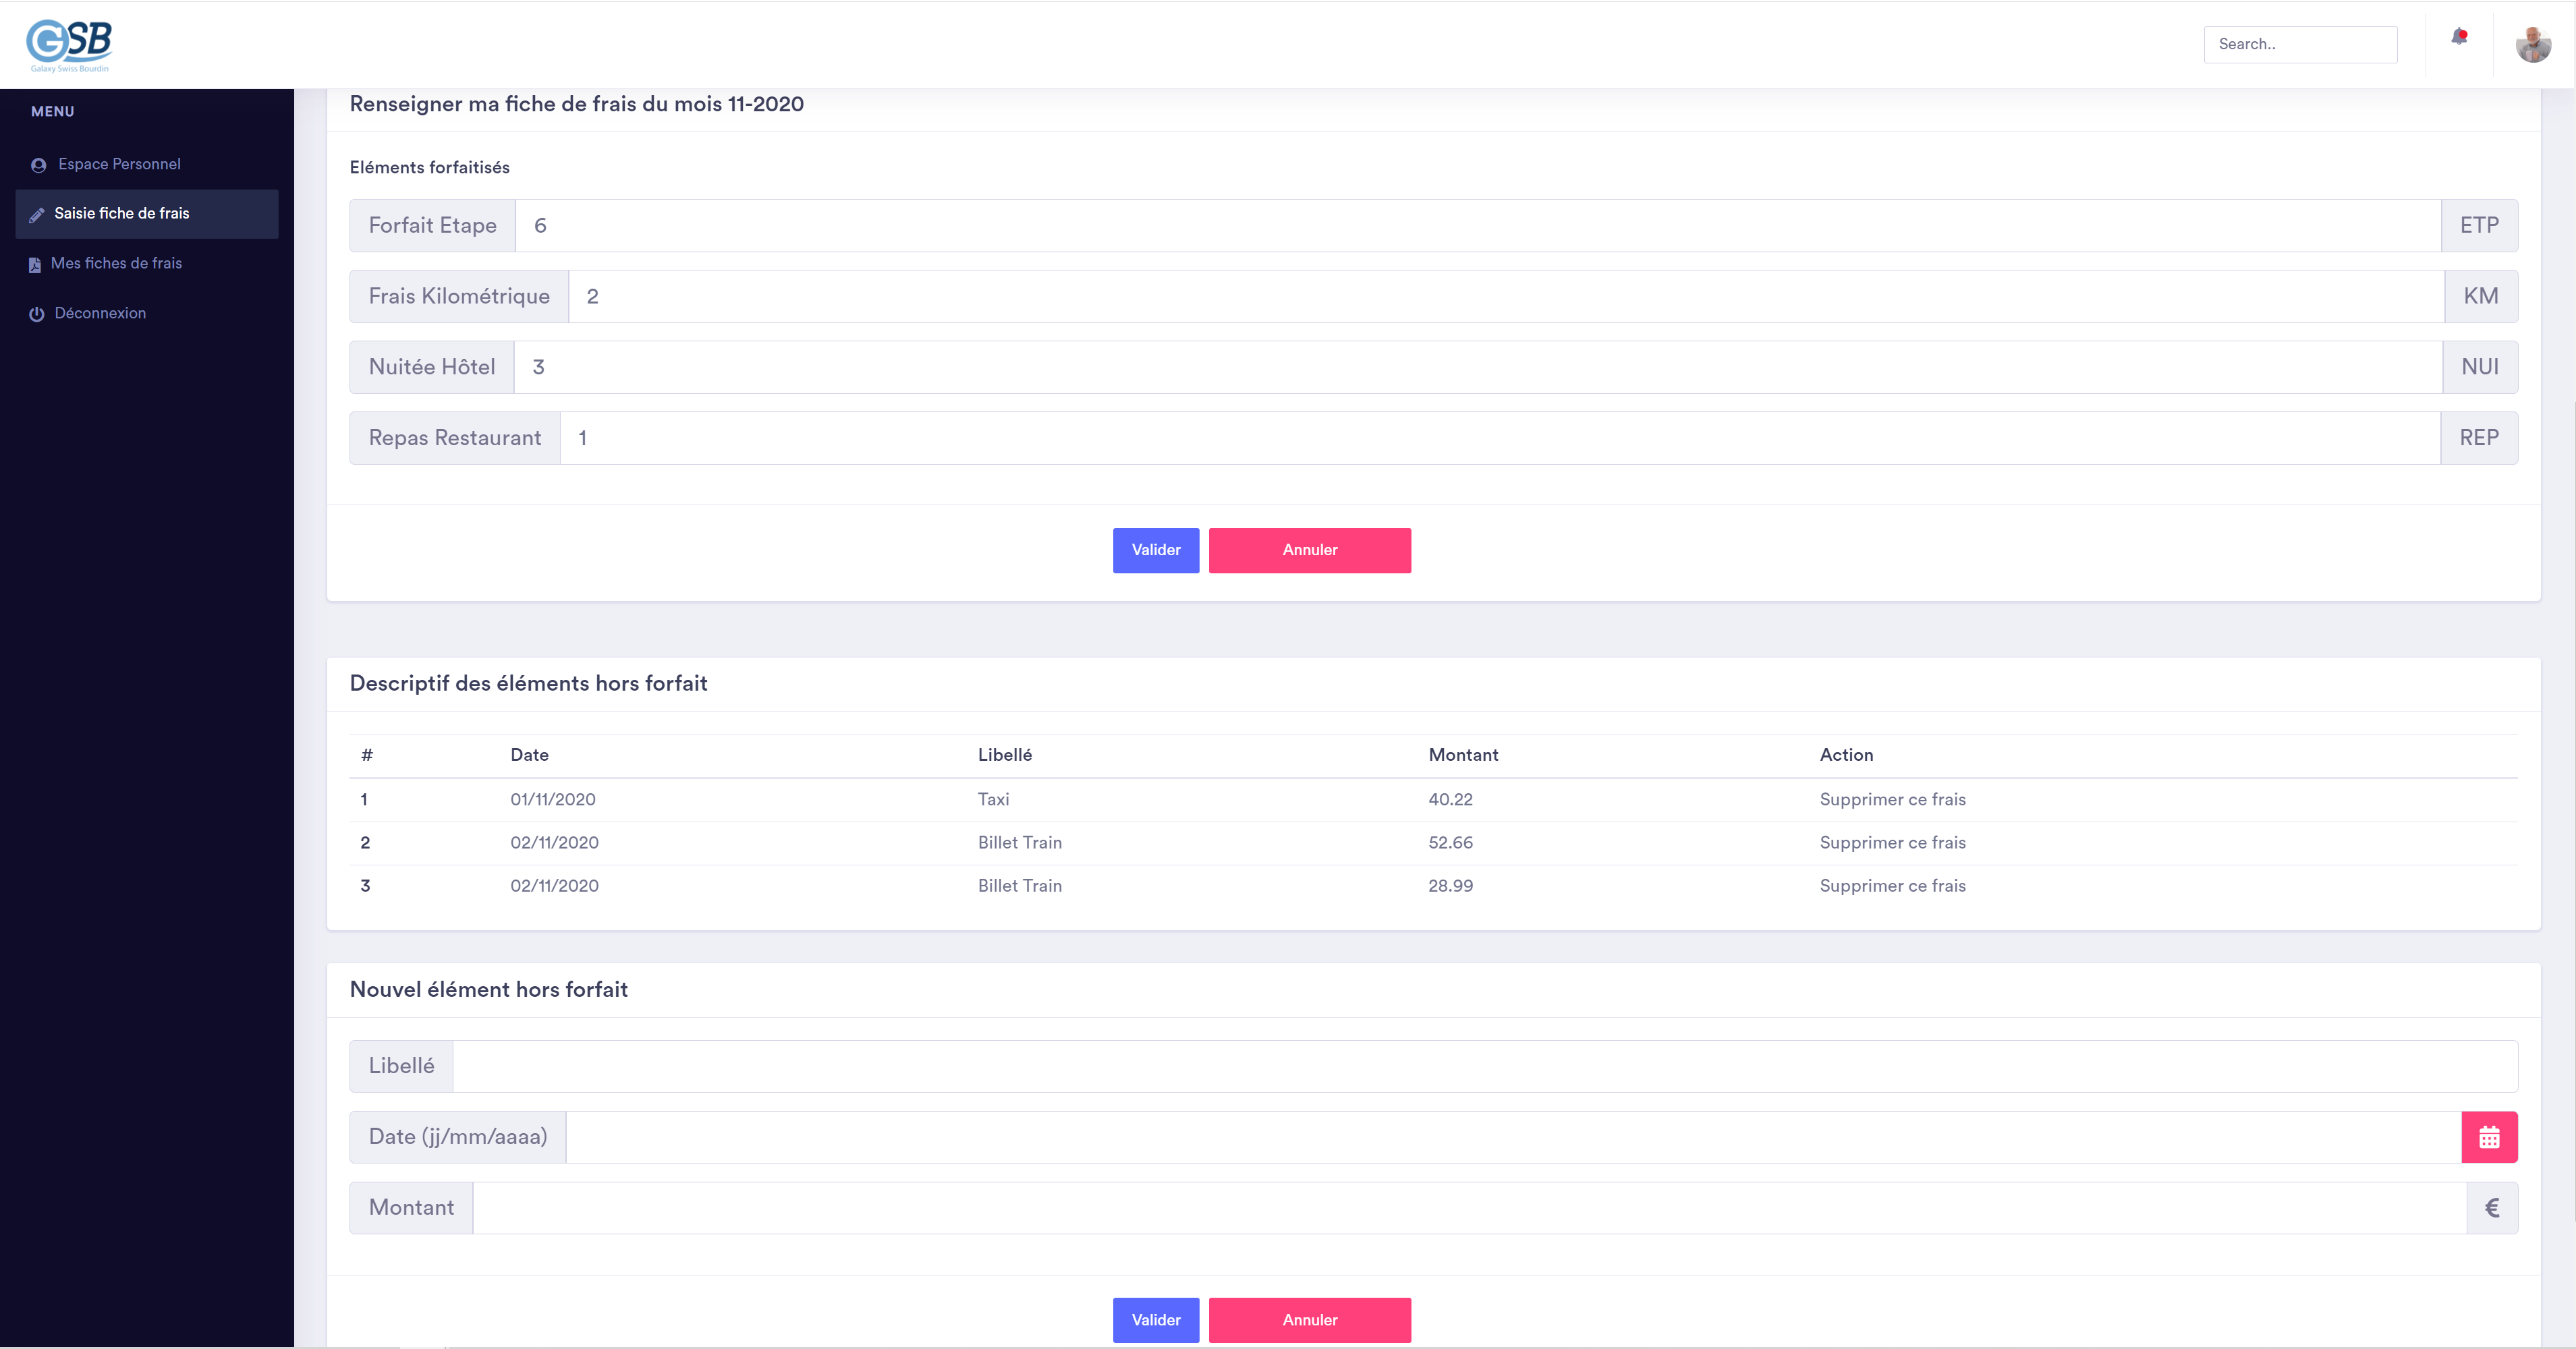 GSB
Galaxy Swiss Bourdin
Search..
MENU
Espace Personnel
Saisie fiche de frais
Mes fiches de frais
Déconnexion
Renseigner ma fiche de frais du mois 11-2020
Eléments forfaitisés
Forfait Etape 6 ETP
Frais Kilométrique 2 KM
Nuitée Hôtel 3 NUI
Repas Restaurant 1 REP
Valider Annuler
Descriptif des éléments hors forfait
# Date Libellé Montant Action
1 01/11/2020 Taxi 40.22 Supprimer ce frais
2 02/11/2020 Billet Train 52.66 Supprimer ce frais
3 02/11/2020 Billet Train 28.99 Supprimer ce frais
Nouvel élément hors forfait
Libellé
Date (jj/mm/aaaa)
Montant €
Valider Annuler